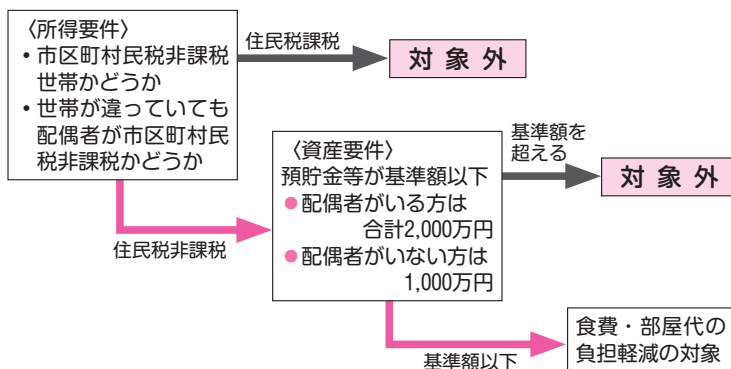 〈所得要件〉
・市区町村民税非課税
世帯かどうか
・世帯が違っていても
配偶者が市区町村民
税非課税かどうか
住民税課税
対象外
住民税非課税
〈資産要件〉
預貯金等が基準額以下
●配偶者がいる方は
合計2,000万円
●配偶者がいない方は
1,000万円
基準額を
超える
対象外
基準額以下
食費・部屋代の
負担軽減の対象